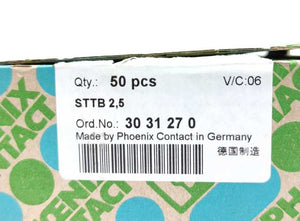 Qty.: 50 pcs V/C:06
STTB 2,5
Ord.No.: 30 31 27 0
Made by Phoenix Contact in Germany
德国制造